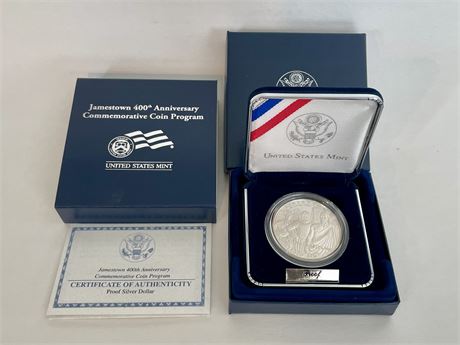 Jamestown 400th Anniversary
Commemorative Coin Program
UNITED STATES MINT
UNITED STATES MINT
Proof
Jamestown 400th Anniversary
Commemorative Coin Program
CERTIFICATE OF AUTHENTICITY
Proof Silver Dollar